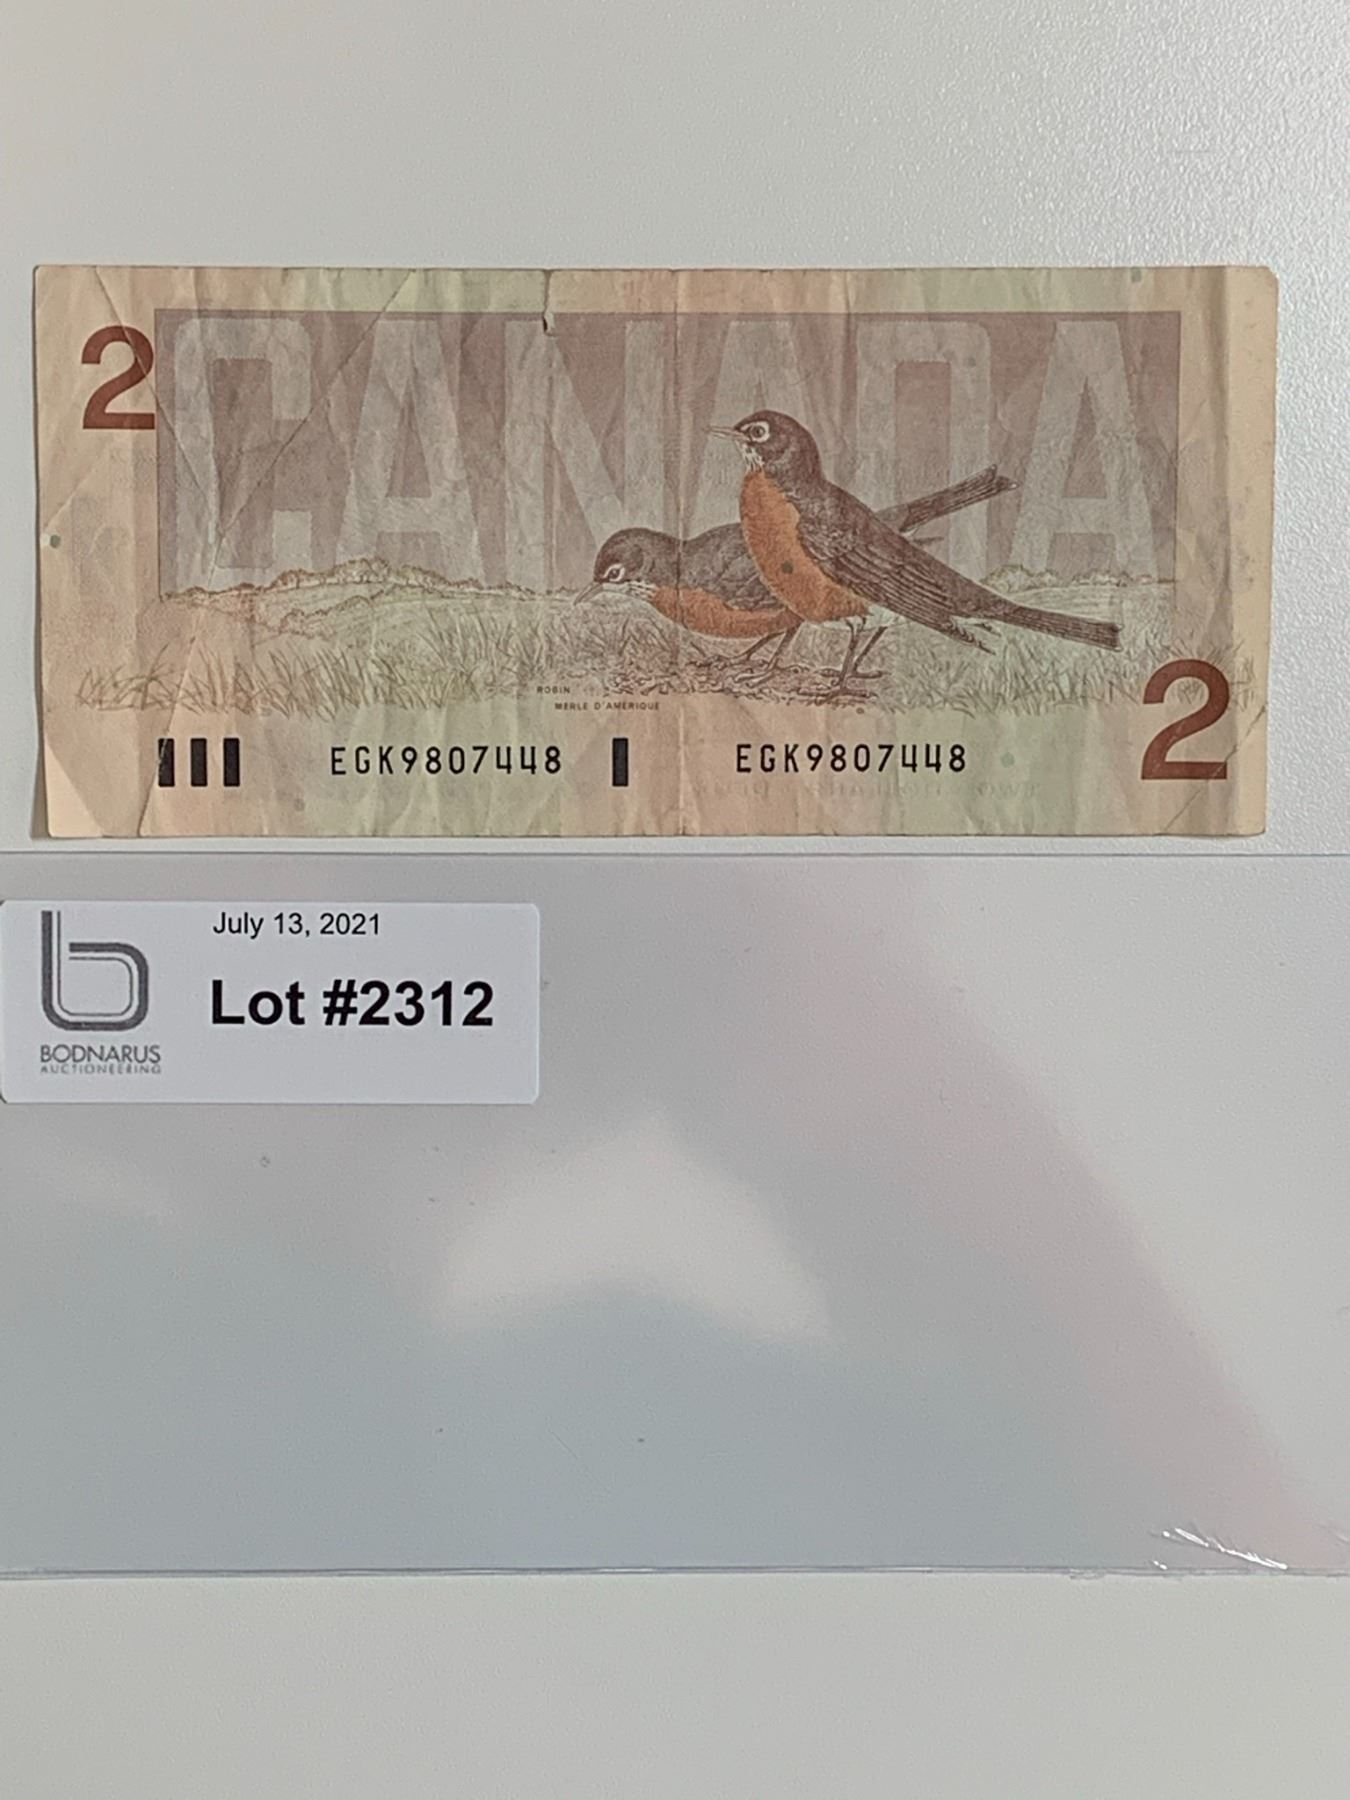 CANADA
2
ROBIN
MERLE D'AMÉRIQUE
2
EGK9807448 EGK9807448
July 13, 2021
Lot #2312
b
BODNARUS
AUCTIONEERING